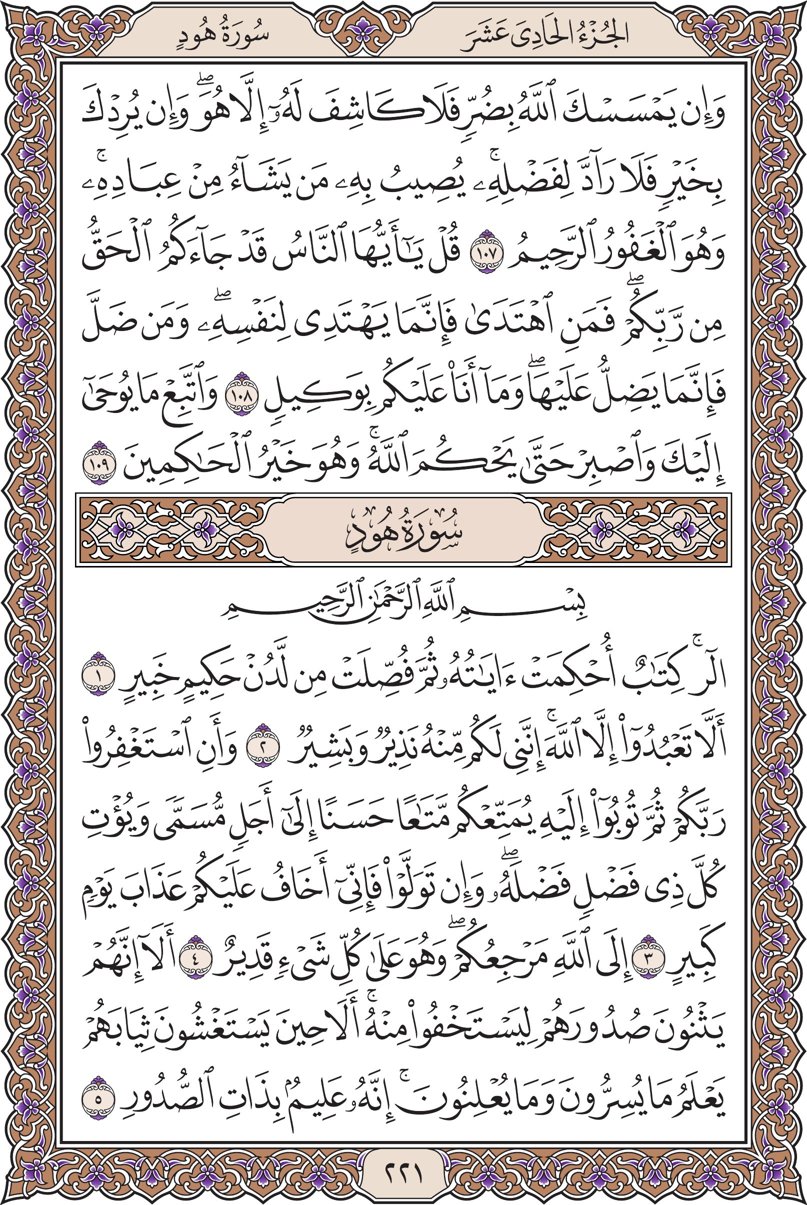 الجُزْءُ الحَادِىَ عَشَرَ
سُورَةُ هُودٍ
وَإِن يَمْسَسْكَ ٱللَّهُ بِضُرٍّ فَلَا كَاشِفَ لَهُۥٓ إِلَّا هُوَۖ وَإِن يُرِدْكَ
بِخَيْرٍ فَلَا رَآدَّ لِفَضْلِهِۦۚ يُصِيبُ بِهِۦ مَن يَشَآءُ مِنْ عِبَادِهِۦۚ
وَهُوَ ٱلْغَفُورُ ٱلرَّحِيمُ ١٠٧ قُلْ يَٰٓأَيُّهَا ٱلنَّاسُ قَدْ جَآءَكُمُ ٱلْحَقُّ
مِن رَّبِّكُمْۖ فَمَنِ ٱهْتَدَىٰ فَإِنَّمَا يَهْتَدِى لِنَفْسِهِۦۖ وَمَن ضَلَّ
فَإِنَّمَا يَضِلُّ عَلَيْهَاۖ وَمَآ أَنَا۠ عَلَيْكُم بِوَكِيلٍ ١٠٨ وَٱتَّبِعْ مَا يُوحَىٰٓ
إِلَيْكَ وَٱصْبِرْ حَتَّىٰ يَحْكُمَ ٱللَّهُۚ وَهُوَ خَيْرُ ٱلْحَٰكِمِينَ ١٠٩
سُورَةُ هُودٍ
بِسْمِ ٱللَّهِ ٱلرَّحْمَٰنِ ٱلرَّحِيمِ
الٓرۚ كِتَٰبٌ أُحْكِمَتْ ءَايَٰتُهُۥ ثُمَّ فُصِّلَتْ مِن لَّدُنْ حَكِيمٍ خَبِيرٍ ١
أَلَّا تَعْبُدُوٓا۟ إِلَّا ٱللَّهَۚ إِنَّنِى لَكُم مِّنْهُ نَذِيرٌ وَبَشِيرٌ ٢ وَأَنِ ٱسْتَغْفِرُوا۟
رَبَّكُمْ ثُمَّ تُوبُوٓا۟ إِلَيْهِ يُمَتِّعْكُم مَّتَٰعًا حَسَنًا إِلَىٰٓ أَجَلٍ مُّسَمًّى وَيُؤْتِ
كُلَّ ذِى فَضْلٍ فَضْلَهُۥۖ وَإِن تَوَلَّوْا۟ فَإِنِّىٓ أَخَافُ عَلَيْكُمْ عَذَابَ يَوْمٍ
كَبِيرٍ ٣ إِلَى ٱللَّهِ مَرْجِعُكُمْۖ وَهُوَ عَلَىٰ كُلِّ شَىْءٍ قَدِيرٌ ٤ أَلَآ إِنَّهُمْ
يَثْنُونَ صُدُورَهُمْ لِيَسْتَخْفُوا۟ مِنْهُۚ أَلَا حِينَ يَسْتَغْشُونَ ثِيَابَهُمْ
يَعْلَمُ مَا يُسِرُّونَ وَمَا يُعْلِنُونَۚ إِنَّهُۥ عَلِيمٌۢ بِذَاتِ ٱلصُّدُورِ ٥
٢٢١